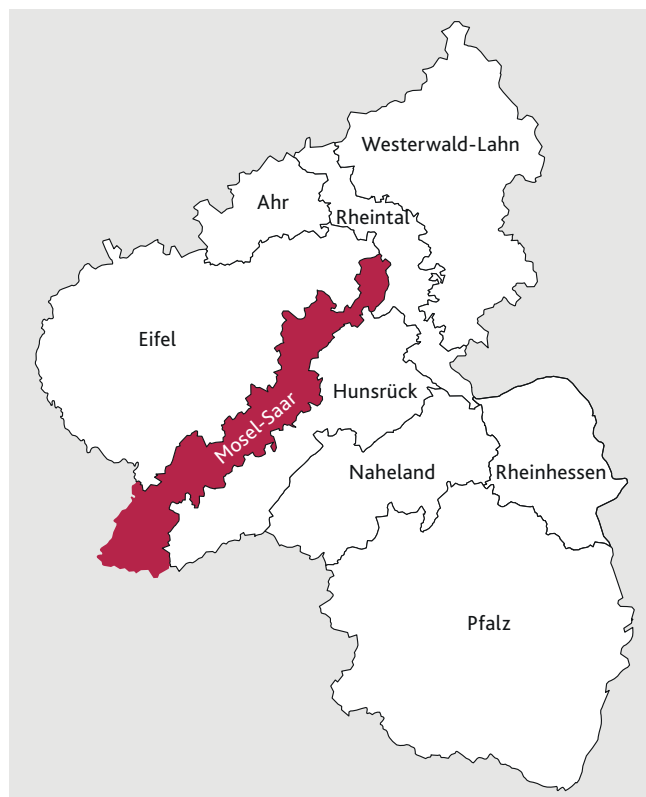 Westerwald-Lahn
Ahr
Rheintal
Eifel
Hunsrück
Mosel-Saar
Naheland
Rheinhessen
Pfalz